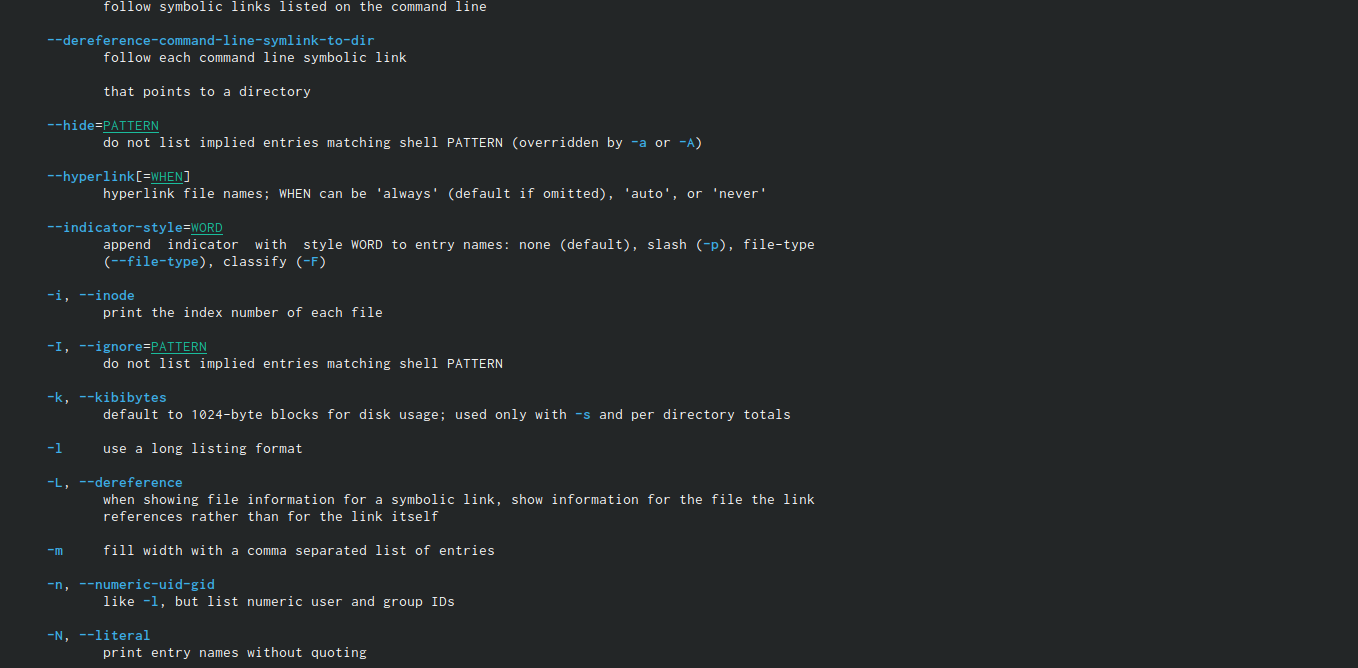 follow symbolic links listed on the command line
--dereference-command-line-symlink-to-dir
follow each command line symbolic link
that points to a directory
--hide=PATTERN
do not list implied entries matching shell PATTERN (overridden by -a or -A)
--hyperlink[=WHEN]
hyperlink file names; WHEN can be 'always' (default if omitted), 'auto', or 'never'
--indicator-style=WORD
append  indicator  with  style WORD to entry names: none (default), slash (-p), file-type
(--file-type), classify (-F)
-i, --inode
print the index number of each file
-I, --ignore=PATTERN
do not list implied entries matching shell PATTERN
-k, --kibibytes
default to 1024-byte blocks for disk usage; used only with -s and per directory totals
-l     use a long listing format
-L, --dereference
when showing file information for a symbolic link, show information for the file the link
references rather than for the link itself
-m     fill width with a comma separated list of entries
-n, --numeric-uid-gid
like -l, but list numeric user and group IDs
-N, --literal
print entry names without quoting